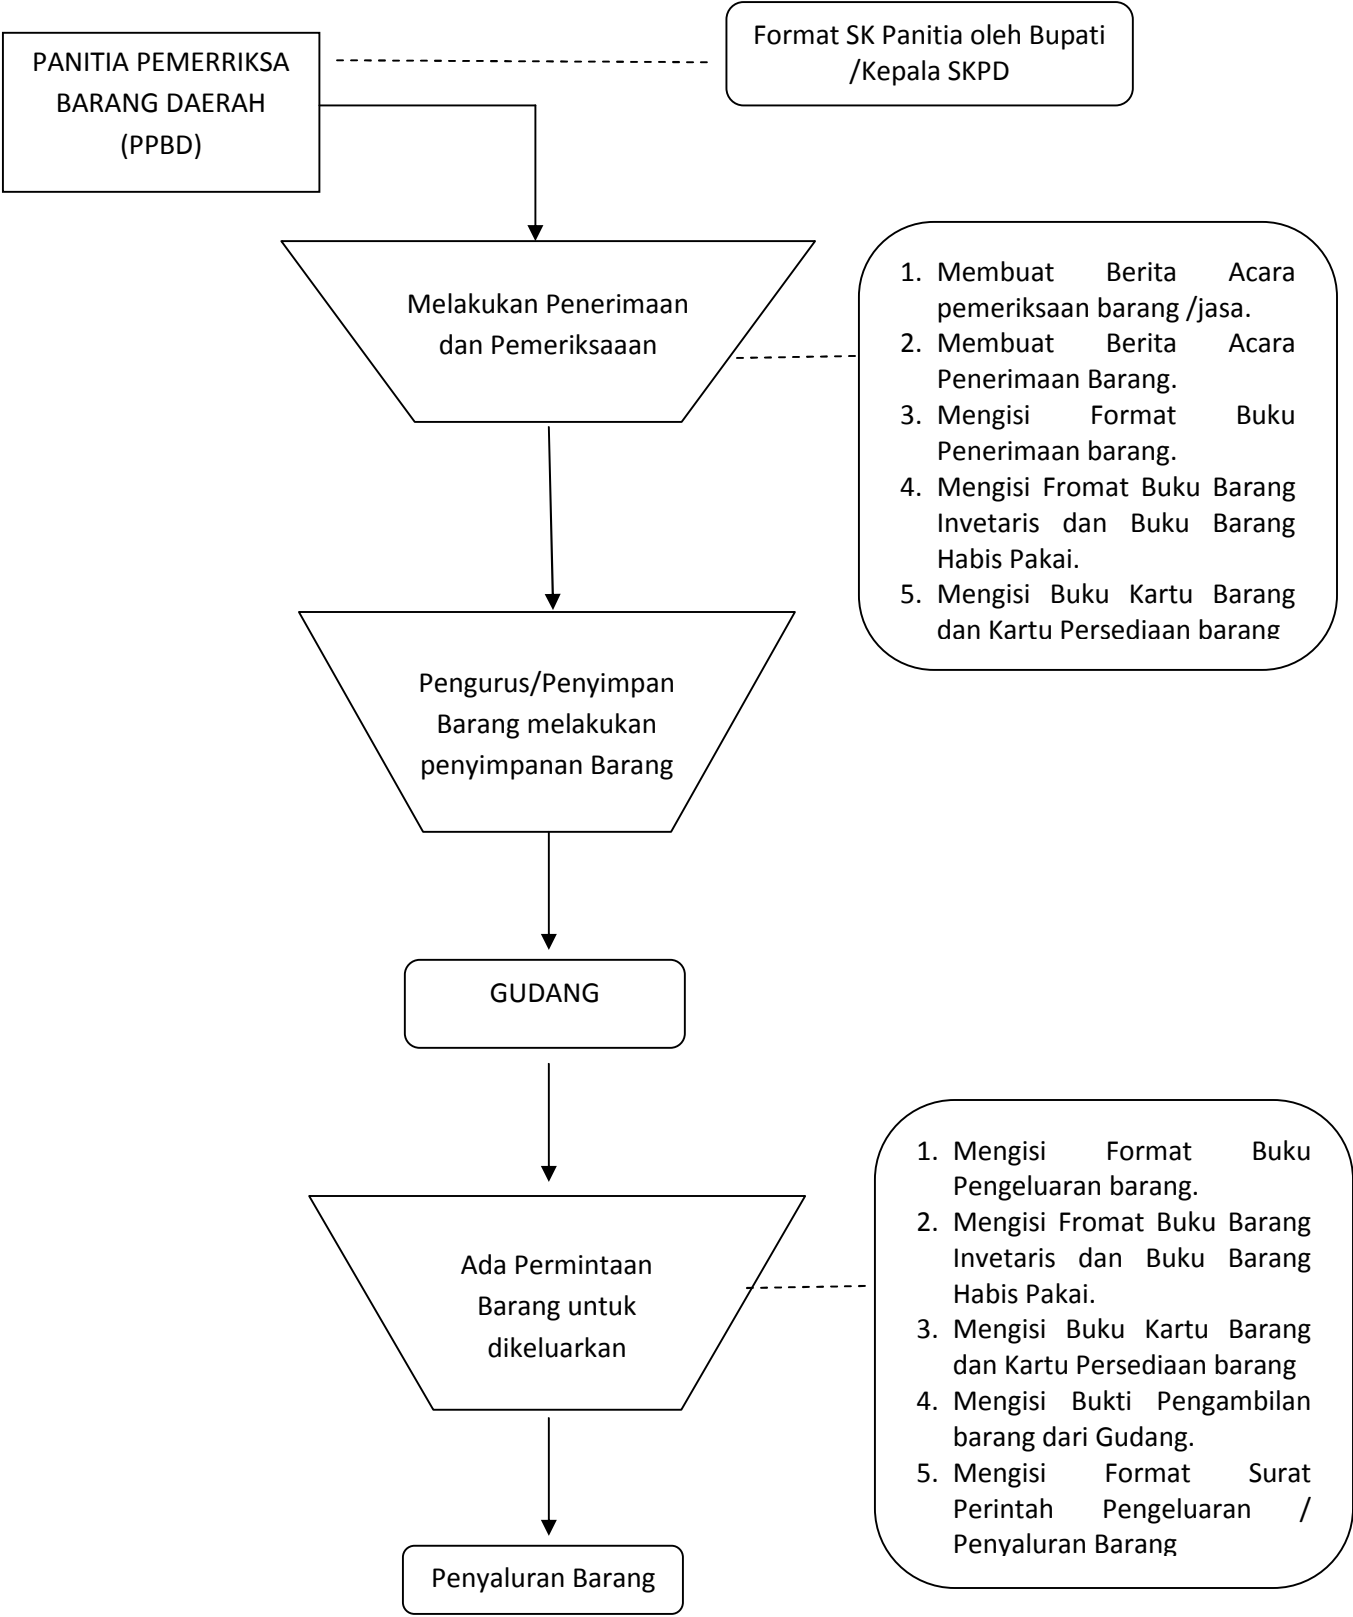 Format SK Panitia oleh Bupati
/Kepala SKPD
PANITIA PEMERRIKSA
BARANG DAERAH
(PPBD)
Melakukan Penerimaan
dan Pemeriksaaan
1. Membuat Berita Acara
pemeriksaan barang /jasa.
2. Membuat Berita Acara
Penerimaan Barang.
3. Mengisi Format Buku
Penerimaan barang.
4. Mengisi Fromat Buku Barang
Invetaris dan Buku Barang
Habis Pakai.
5. Mengisi Buku Kartu Barang
dan Kartu Persediaan barang
Pengurus/Penyimpan
Barang melakukan
penyimpanan Barang
GUDANG
Ada Permintaan
Barang untuk
dikeluarkan
1. Mengisi Format Buku
Pengeluaran barang.
2. Mengisi Fromat Buku Barang
Invetaris dan Buku Barang
Habis Pakai.
3. Mengisi Buku Kartu Barang
dan Kartu Persediaan barang
4. Mengisi Bukti Pengambilan
barang dari Gudang.
5. Mengisi Format Surat
Perintah Pengeluaran /
Penyaluran Barang
Penyaluran Barang